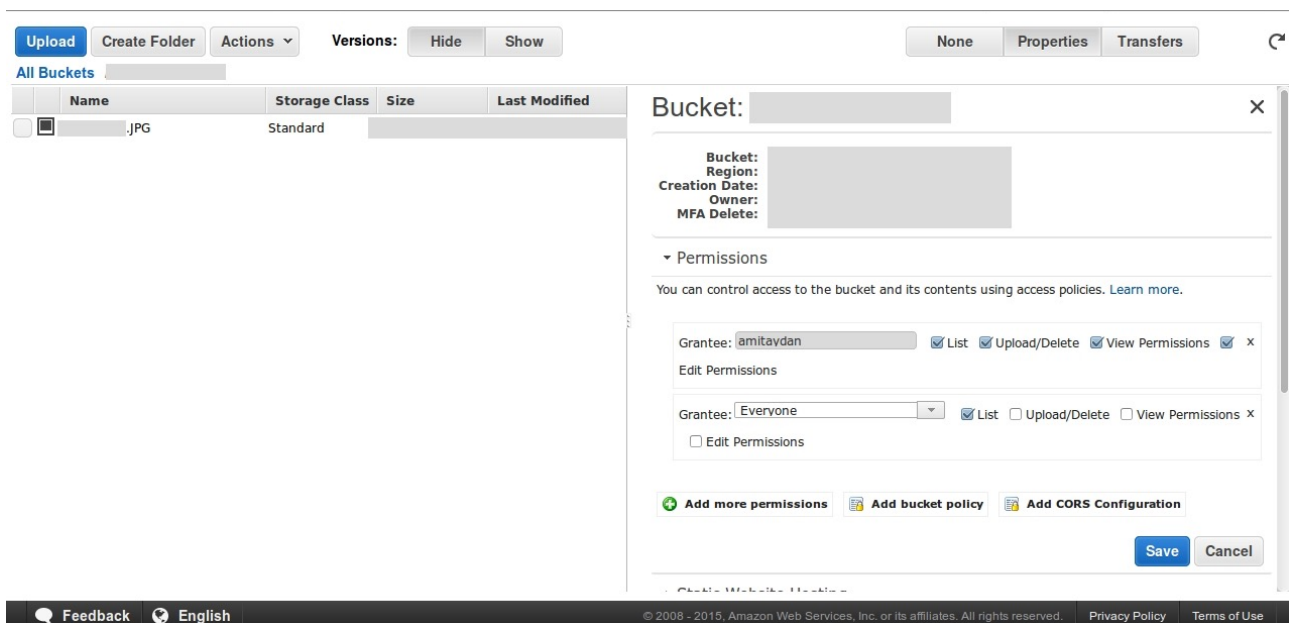 Upload Create Folder Actions Versions: Hide Show None Properties Transfers
All Buckets
Name Storage Class Size Last Modified
.JPG Standard
Bucket:
Bucket:
Region:
Creation Date:
Owner:
MFA Delete:
Permissions
You can control access to the bucket and its contents using access policies. Learn more.
Grantee: amitaydan List Upload/Delete View Permissions x
Edit Permissions
Grantee: Everyone List Upload/Delete View Permissions x
Edit Permissions
Add more permissions Add bucket policy Add CORS Configuration
Save Cancel
Static Website Hosting
Feedback English © 2008 - 2015, Amazon Web Services, Inc. or its affiliates. All rights reserved. Privacy Policy Terms of Use